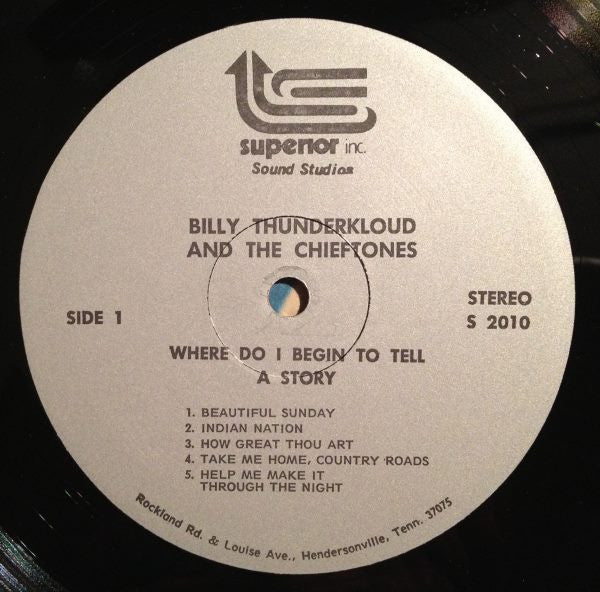 superior inc.
Sound Studios
BILLY THUNDERKLOUD
AND THE CHIEFTONES
SIDE 1
STEREO
S 2010
WHERE DO I BEGIN TO TELL
A STORY
1. BEAUTIFUL SUNDAY
2. INDIAN NATION
3. HOW GREAT THOU ART
4. TAKE ME HOME, COUNTRY ROADS
5. HELP ME MAKE IT
THROUGH THE NIGHT
Rockland Rd. & Louise Ave., Hendersonville, Tenn. 37075